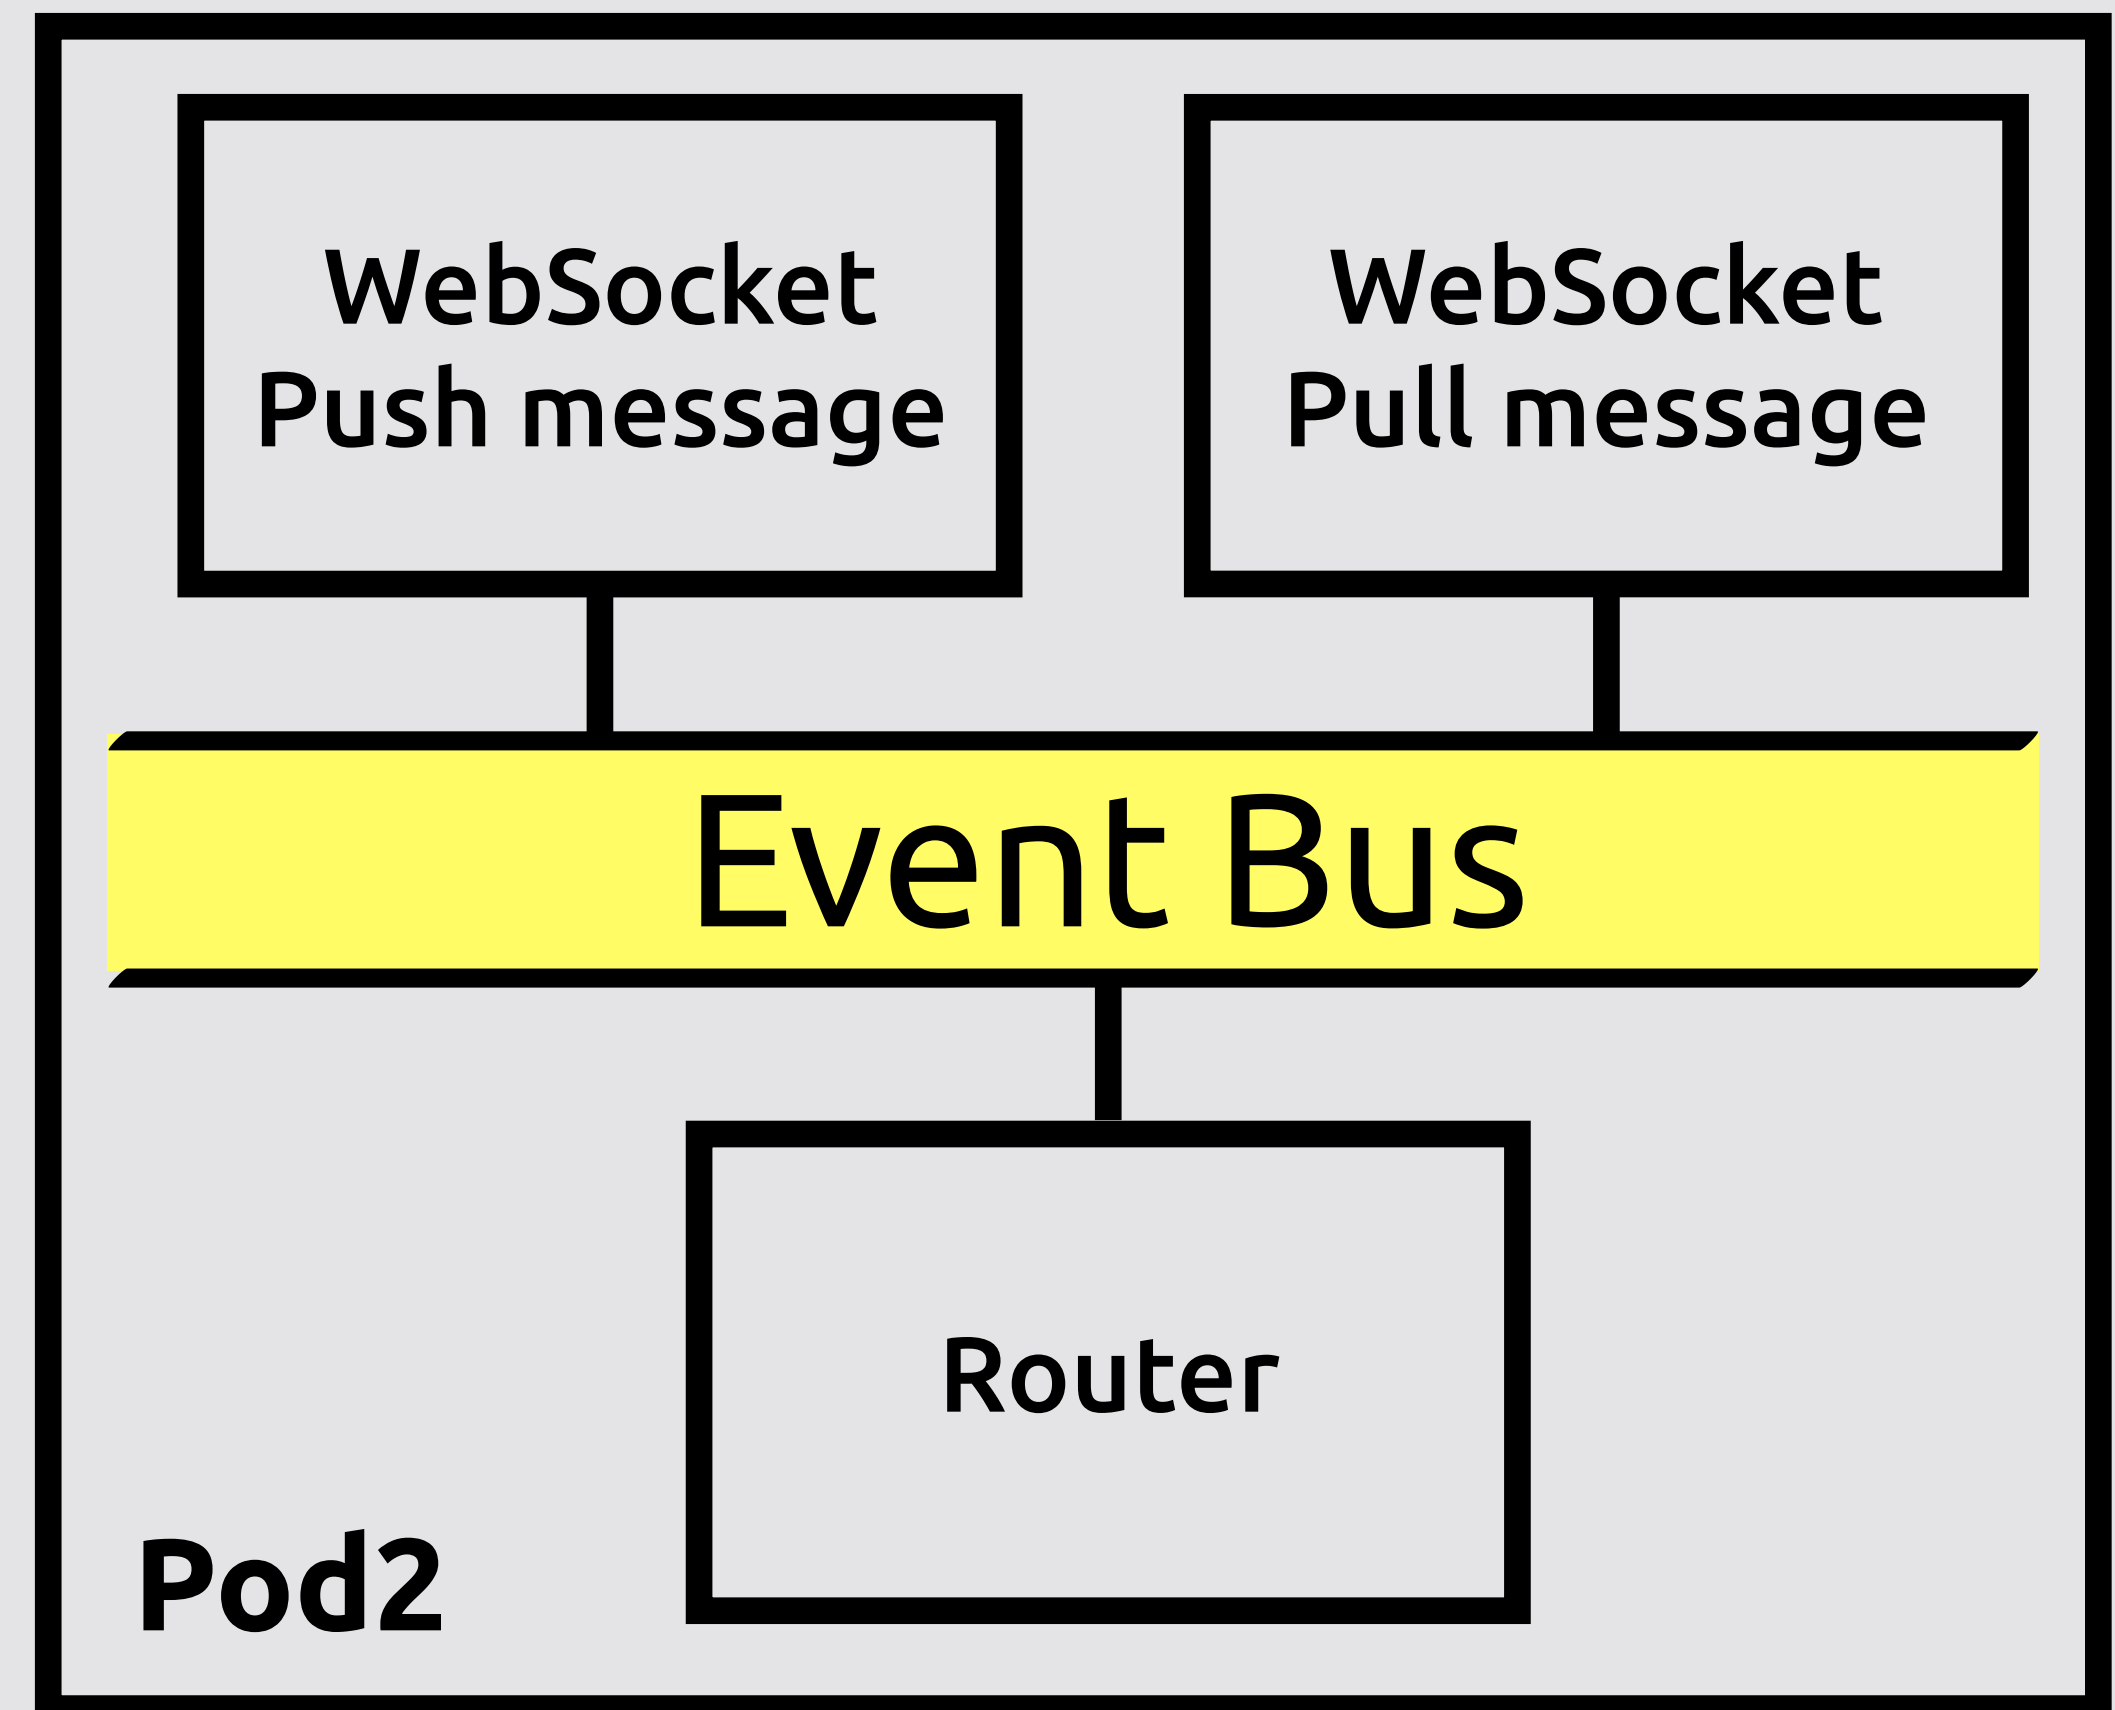 WebSocket
Push message
WebSocket
Pull message
Event Bus
Router
Pod2